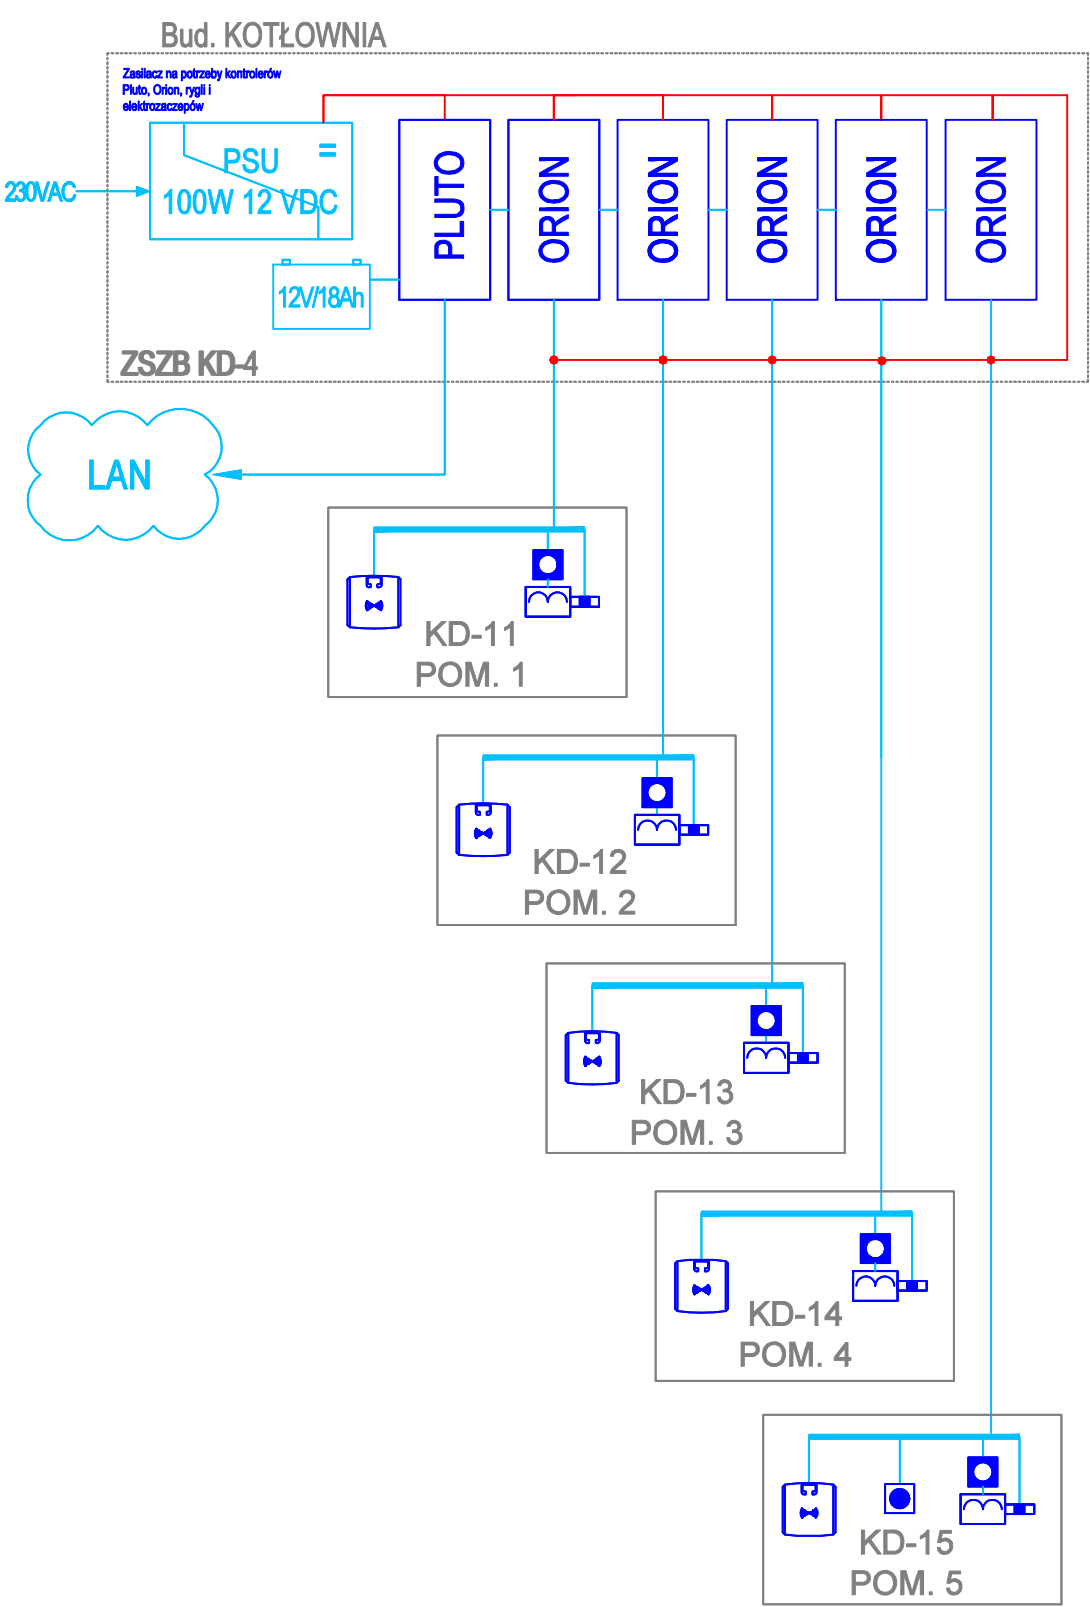 Bud. KOTŁOWNIA
Zasilacz na potrzeby kontrolerów
Pluto, Orion, rygli i
elektrozaczepów
PSU
100W 12 VDC
230VAC
12V/18Ah
PLUTO
ORION
ORION
ORION
ORION
ORION
ZSZB KD-4
LAN
KD-11
POM. 1
KD-12
POM. 2
KD-13
POM. 3
KD-14
POM. 4
KD-15
POM. 5